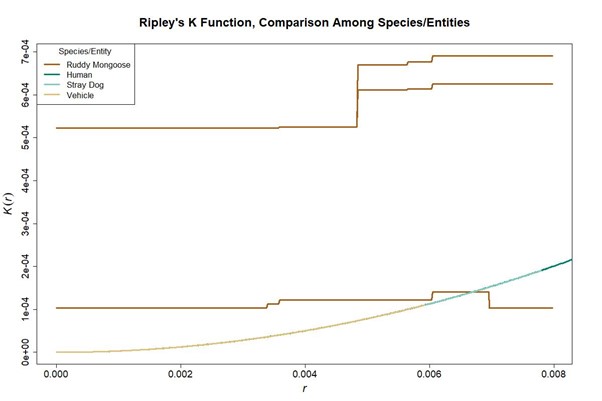 Ripley's K Function, Comparison Among Species/Entities
Species/Entity
Ruddy Mongoose
Human
Stray Dog
Vehicle
7e-04
6e-04
5e-04
4e-04
3e-04
2e-04
1e-04
0e+00
K(r)
0.000
0.002
0.004
0.006
0.008
r